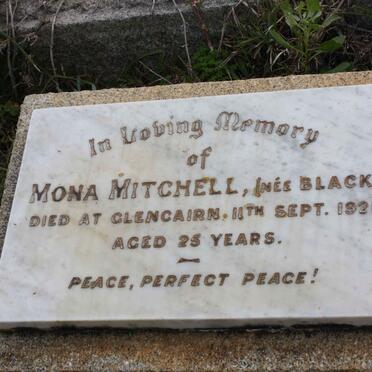 In Loving Memory
of
MONA MITCHELL, (NÉE BLACK
DIED AT GLENCAIRN, 11TH SEPT. 192
AGED 25 YEARS.
PEACE, PERFECT PEACE!